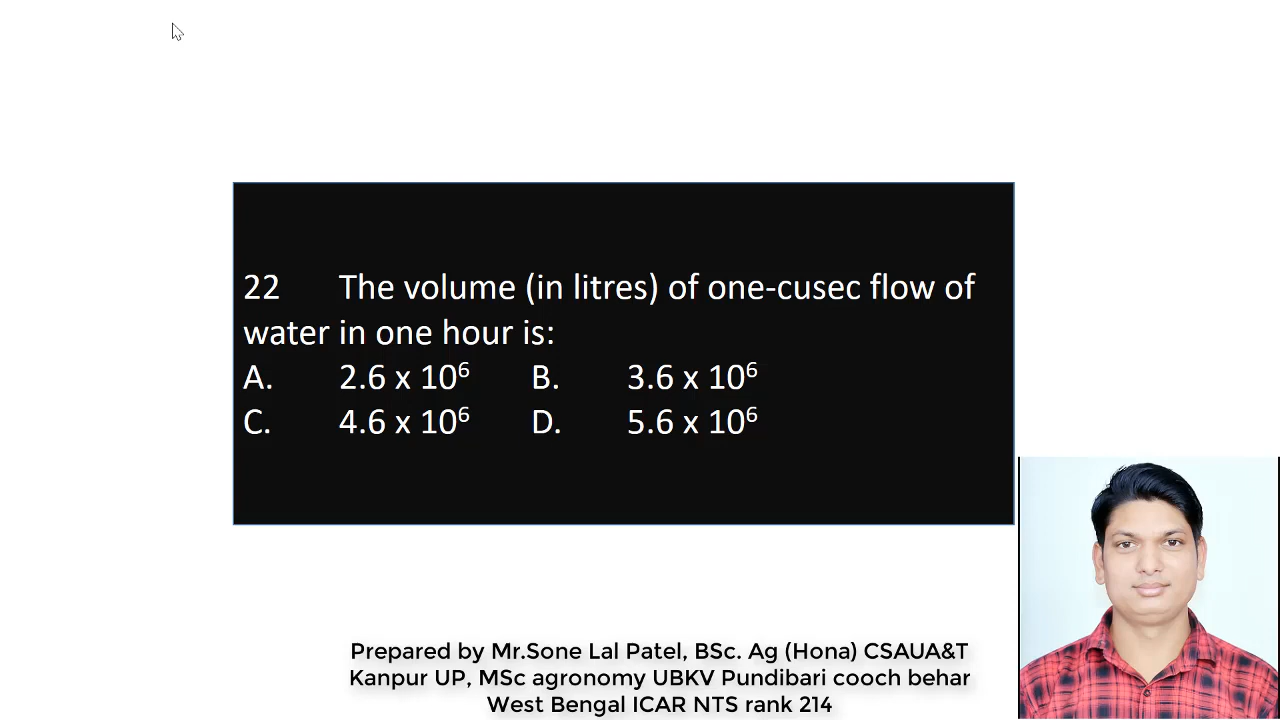 22 The volume (in litres) of one-cusec flow of
water in one hour is:
A. 2.6 x 10⁶ B. 3.6 x 10⁶
C. 4.6 x 10⁶ D. 5.6 x 10⁶
Prepared by Mr.Sone Lal Patel, BSc. Ag (Hona) CSAUA&T
Kanpur UP, MSc agronomy UBKV Pundibari cooch behar
West Bengal ICAR NTS rank 214